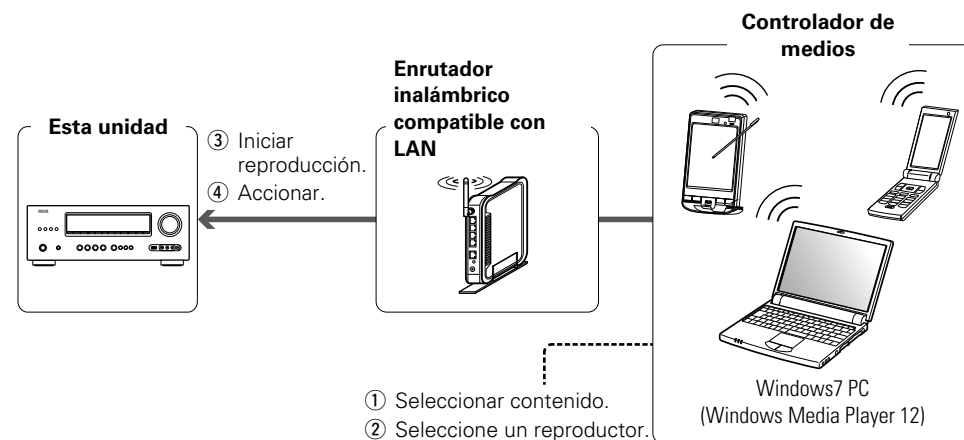 Controlador de
medios
Enrutador
inalámbrico
compatible con
LAN
Esta unidad
③ Iniciar
reproducción.
④ Accionar.
① Seleccionar contenido.
② Seleccione un reproductor.
Windows7 PC
(Windows Media Player 12)